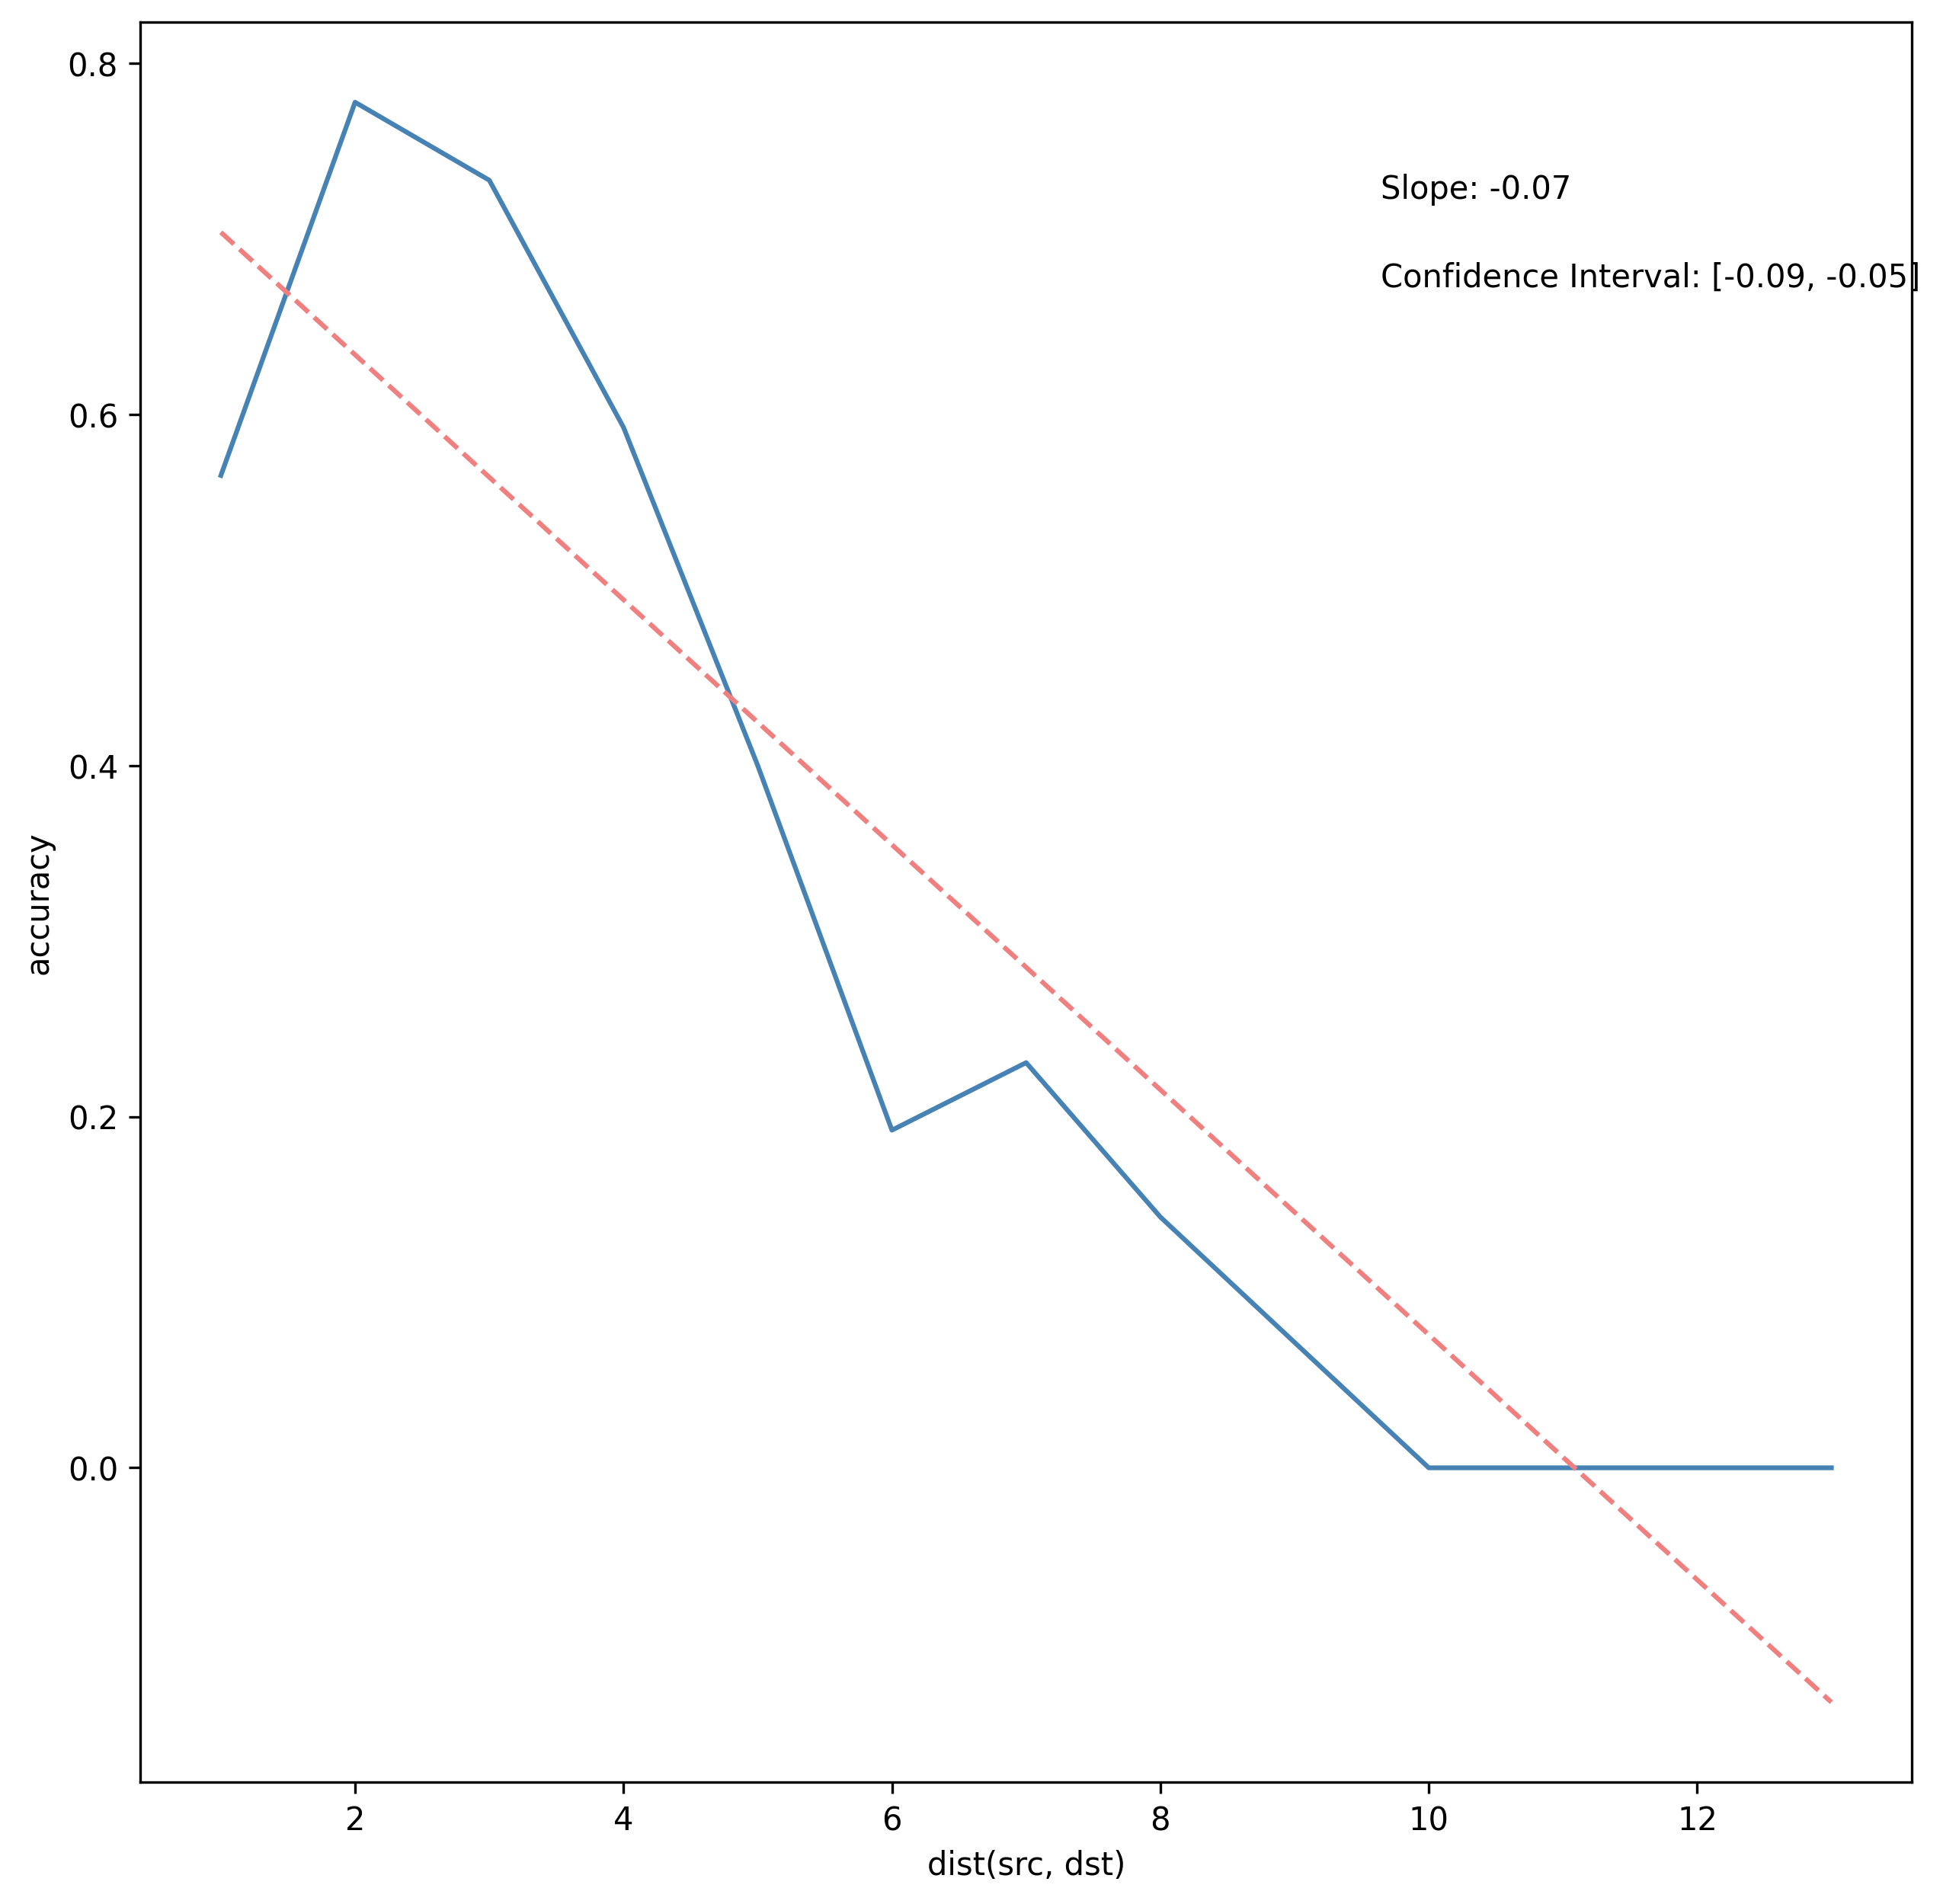 0.8
0.6
0.4
0.2
0.0
accuracy
Slope: -0.07
Confidence Interval: [-0.09, -0.05]
2 4 6 8 10 12
dist(src, dst)